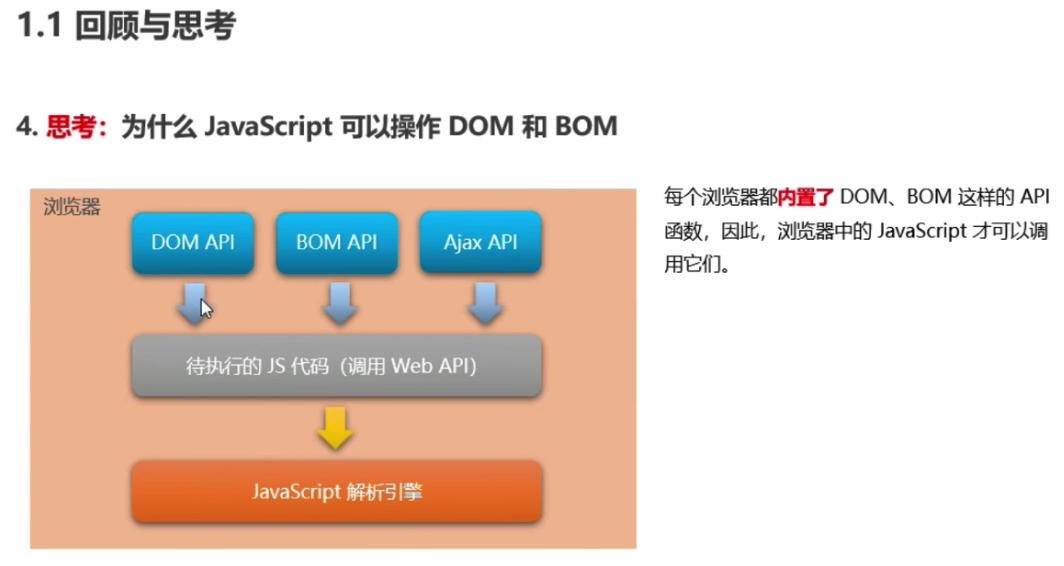 1.1 回顾与思考
4. 思考：为什么 JavaScript 可以操作 DOM 和 BOM
浏览器
DOM API
BOM API
Ajax API
待执行的 JS 代码（调用 Web API）
JavaScript 解析引擎
每个浏览器都内置了 DOM、BOM 这样的 API
函数，因此，浏览器中的 JavaScript 才可以调
用它们。